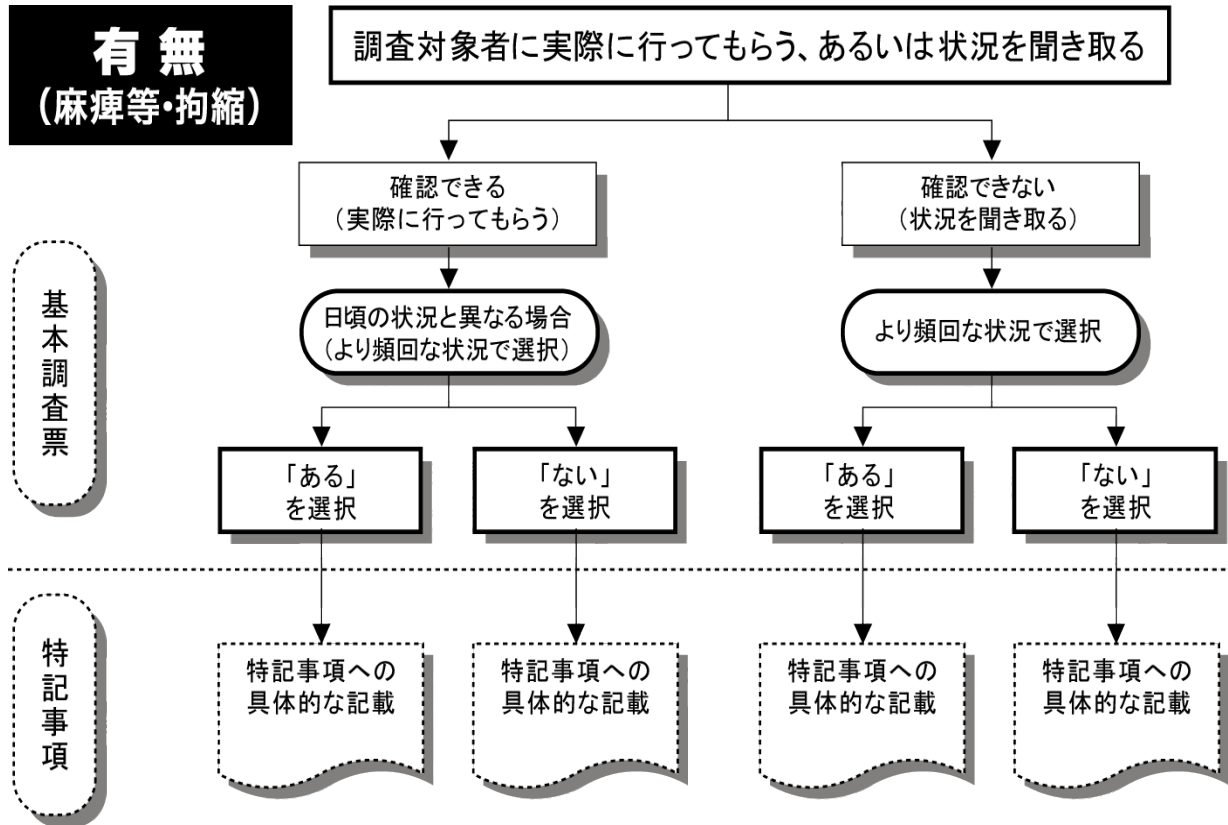 有無
（麻痺等・拘縮）
調査対象者に実際に行ってもらう、あるいは状況を聞き取る
確認できる
（実際に行ってもらう）
確認できない
（状況を聞き取る）
基本調査票
日頃の状況と異なる場合
（より頻回な状況で選択）
より頻回な状況で選択
「ある」
を選択
「ない」
を選択
「ある」
を選択
「ない」
を選択
特記事項
特記事項への
具体的な記載
特記事項への
具体的な記載
特記事項への
具体的な記載
特記事項への
具体的な記載